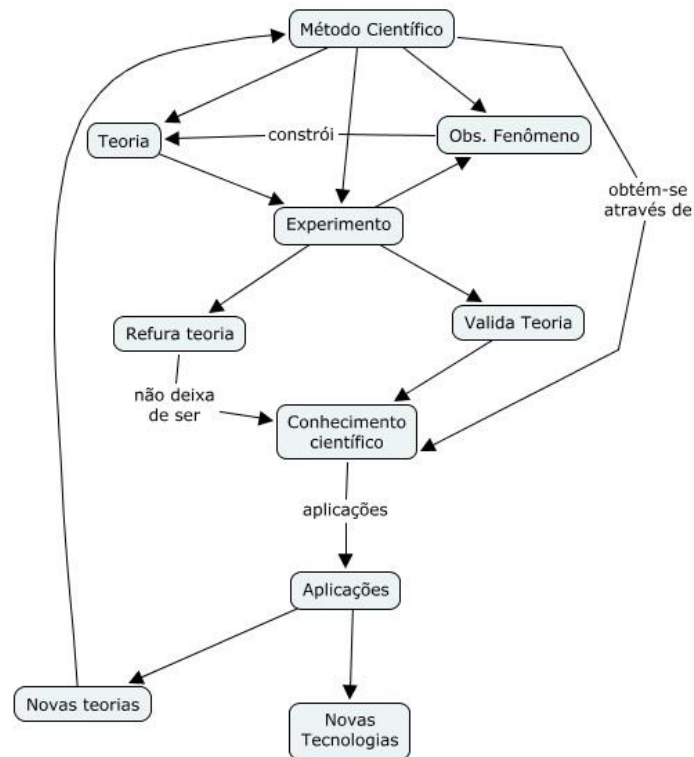 Método Científico
Teoria
constrói
Obs. Fenômeno
obtém-se
através de
Experimento
Refura teoria
Valida Teoria
não deixa
de ser
Conhecimento
científico
aplicações
Aplicações
Novas teorias
Novas
Tecnologias